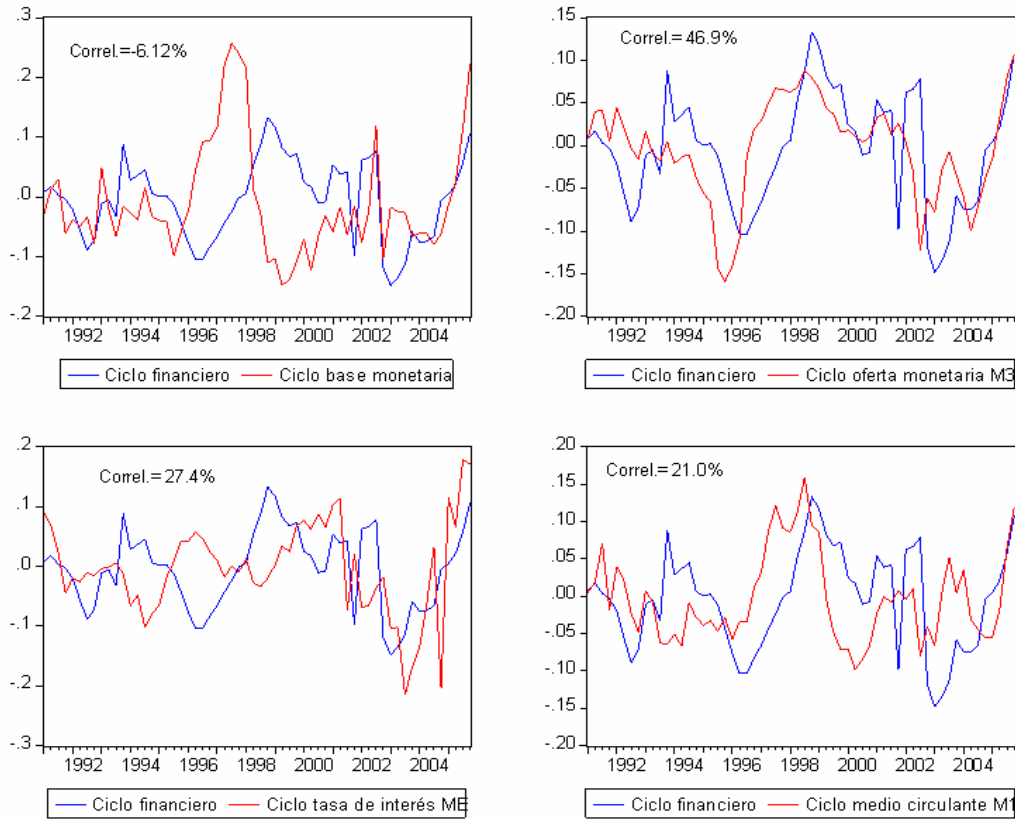 Correl.=-6.12%
.3
.2
.1
.0
-.1
-.2
1992 1994 1996 1998 2000 2002 2004
Ciclo financiero Ciclo base monetaria
Correl.=46.9%
.15
.10
.05
.00
-.05
-.10
-.15
-.20
1992 1994 1996 1998 2000 2002 2004
Ciclo financiero Ciclo oferta monetaria M3
Correl.=27.4%
.2
.1
.0
-.1
-.2
-.3
1992 1994 1996 1998 2000 2002 2004
Ciclo financiero Ciclo tasa de interés ME
Correl.=21.0%
.20
.15
.10
.05
.00
-.05
-.10
-.15
-.20
1992 1994 1996 1998 2000 2002 2004
Ciclo financiero Ciclo medio circulante M1